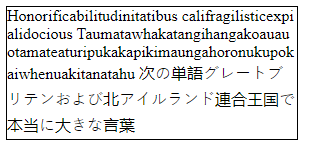 Honorificabilitudinitatibus califragilisticexpi
alidocious Taumatawhakatangihangakoauau
otamateaturipukakapikimaungahoronukupok
aiwhenuakitanatahu 次の単語グレートブ
リテンおよび北アイルランド連合王国で
本当に大きな言葉